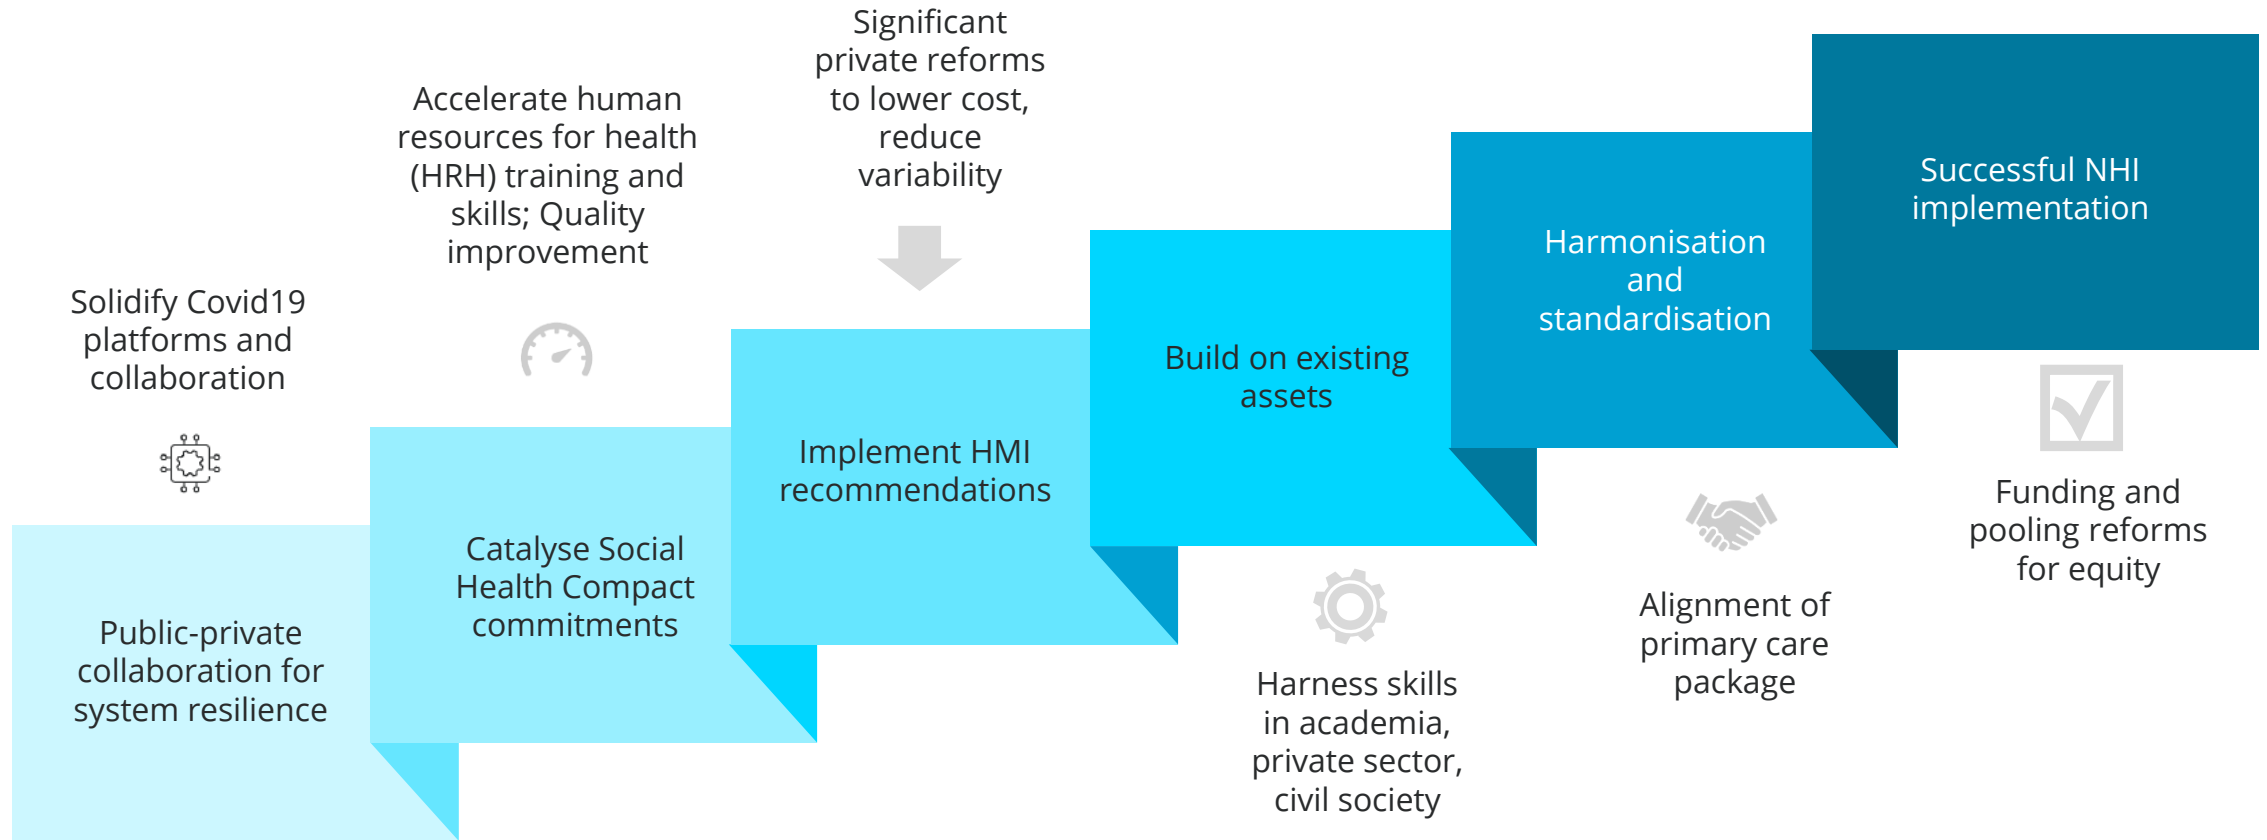 Solidify Covid19
platforms and
collaboration
Public-private
collaboration for
system resilience
Accelerate human
resources for health
(HRH) training and
skills; Quality
improvement
Catalyse Social
Health Compact
commitments
Significant
private reforms
to lower cost,
reduce
variability
Implement HMI
recommendations
Build on existing
assets
Harness skills
in academia,
private sector,
civil society
Harmonisation
and
standardisation
Alignment of
primary care
package
Successful NHI
implementation
Funding and
pooling reforms
for equity